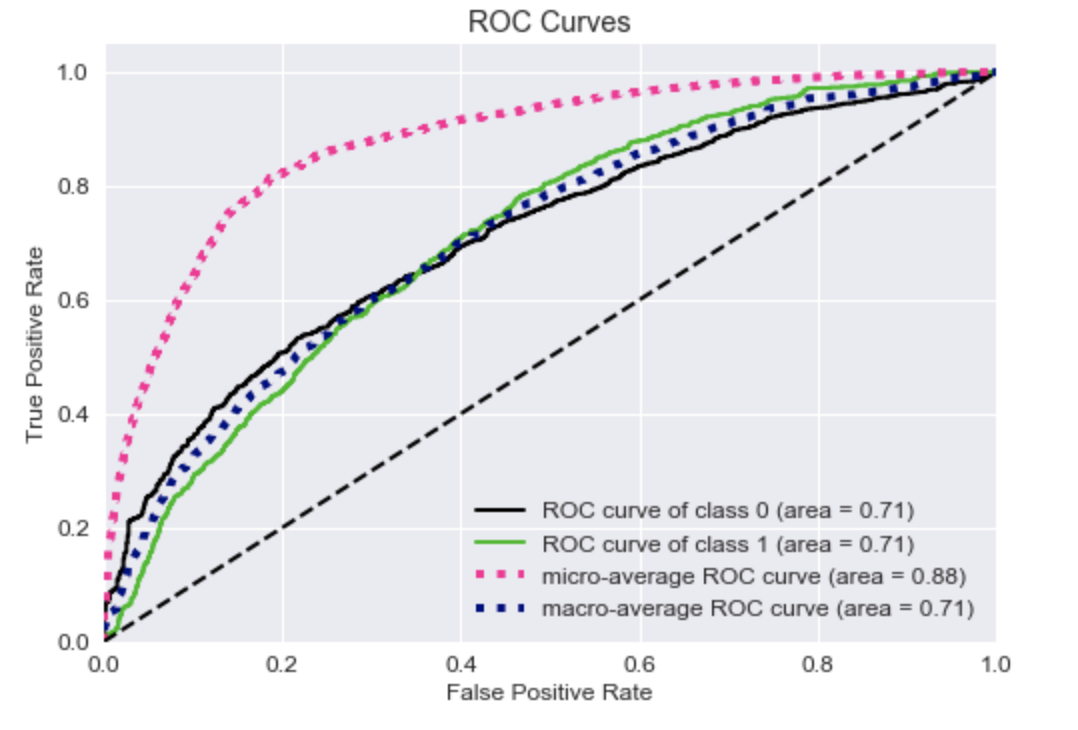 ROC Curves
1.0
0.8
0.6
0.4
0.2
0.0
True Positive Rate
ROC curve of class 0 (area = 0.71)
ROC curve of class 1 (area = 0.71)
micro-average ROC curve (area = 0.88)
macro-average ROC curve (area = 0.71)
0.0 0.2 0.4 0.6 0.8 1.0
False Positive Rate